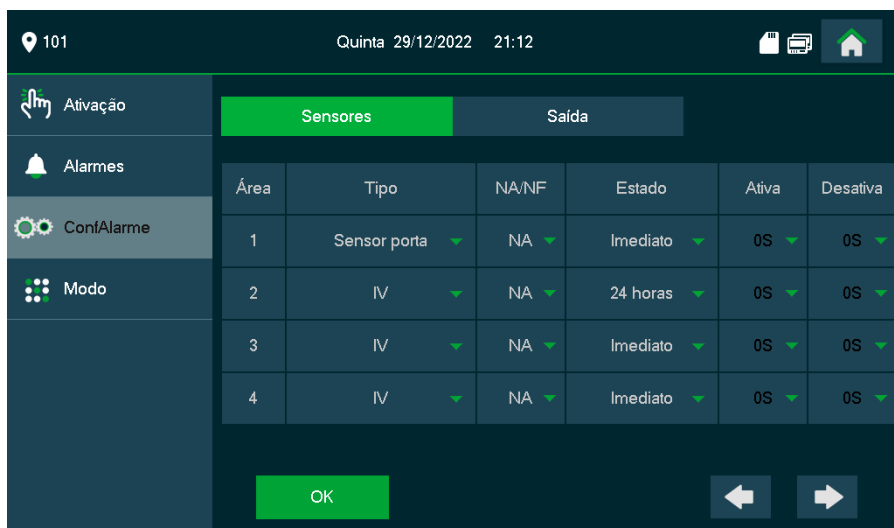 101 Quinta 29/12/2022 21:12
Ativação
Alarmes
ConfAlarme
Modo
Sensores Saída
Área Tipo NA/NF Estado Ativa Desativa
1 Sensor porta NA Imediato 0S 0S
2 IV NA 24 horas 0S 0S
3 IV NA Imediato 0S 0S
4 IV NA Imediato 0S 0S
OK